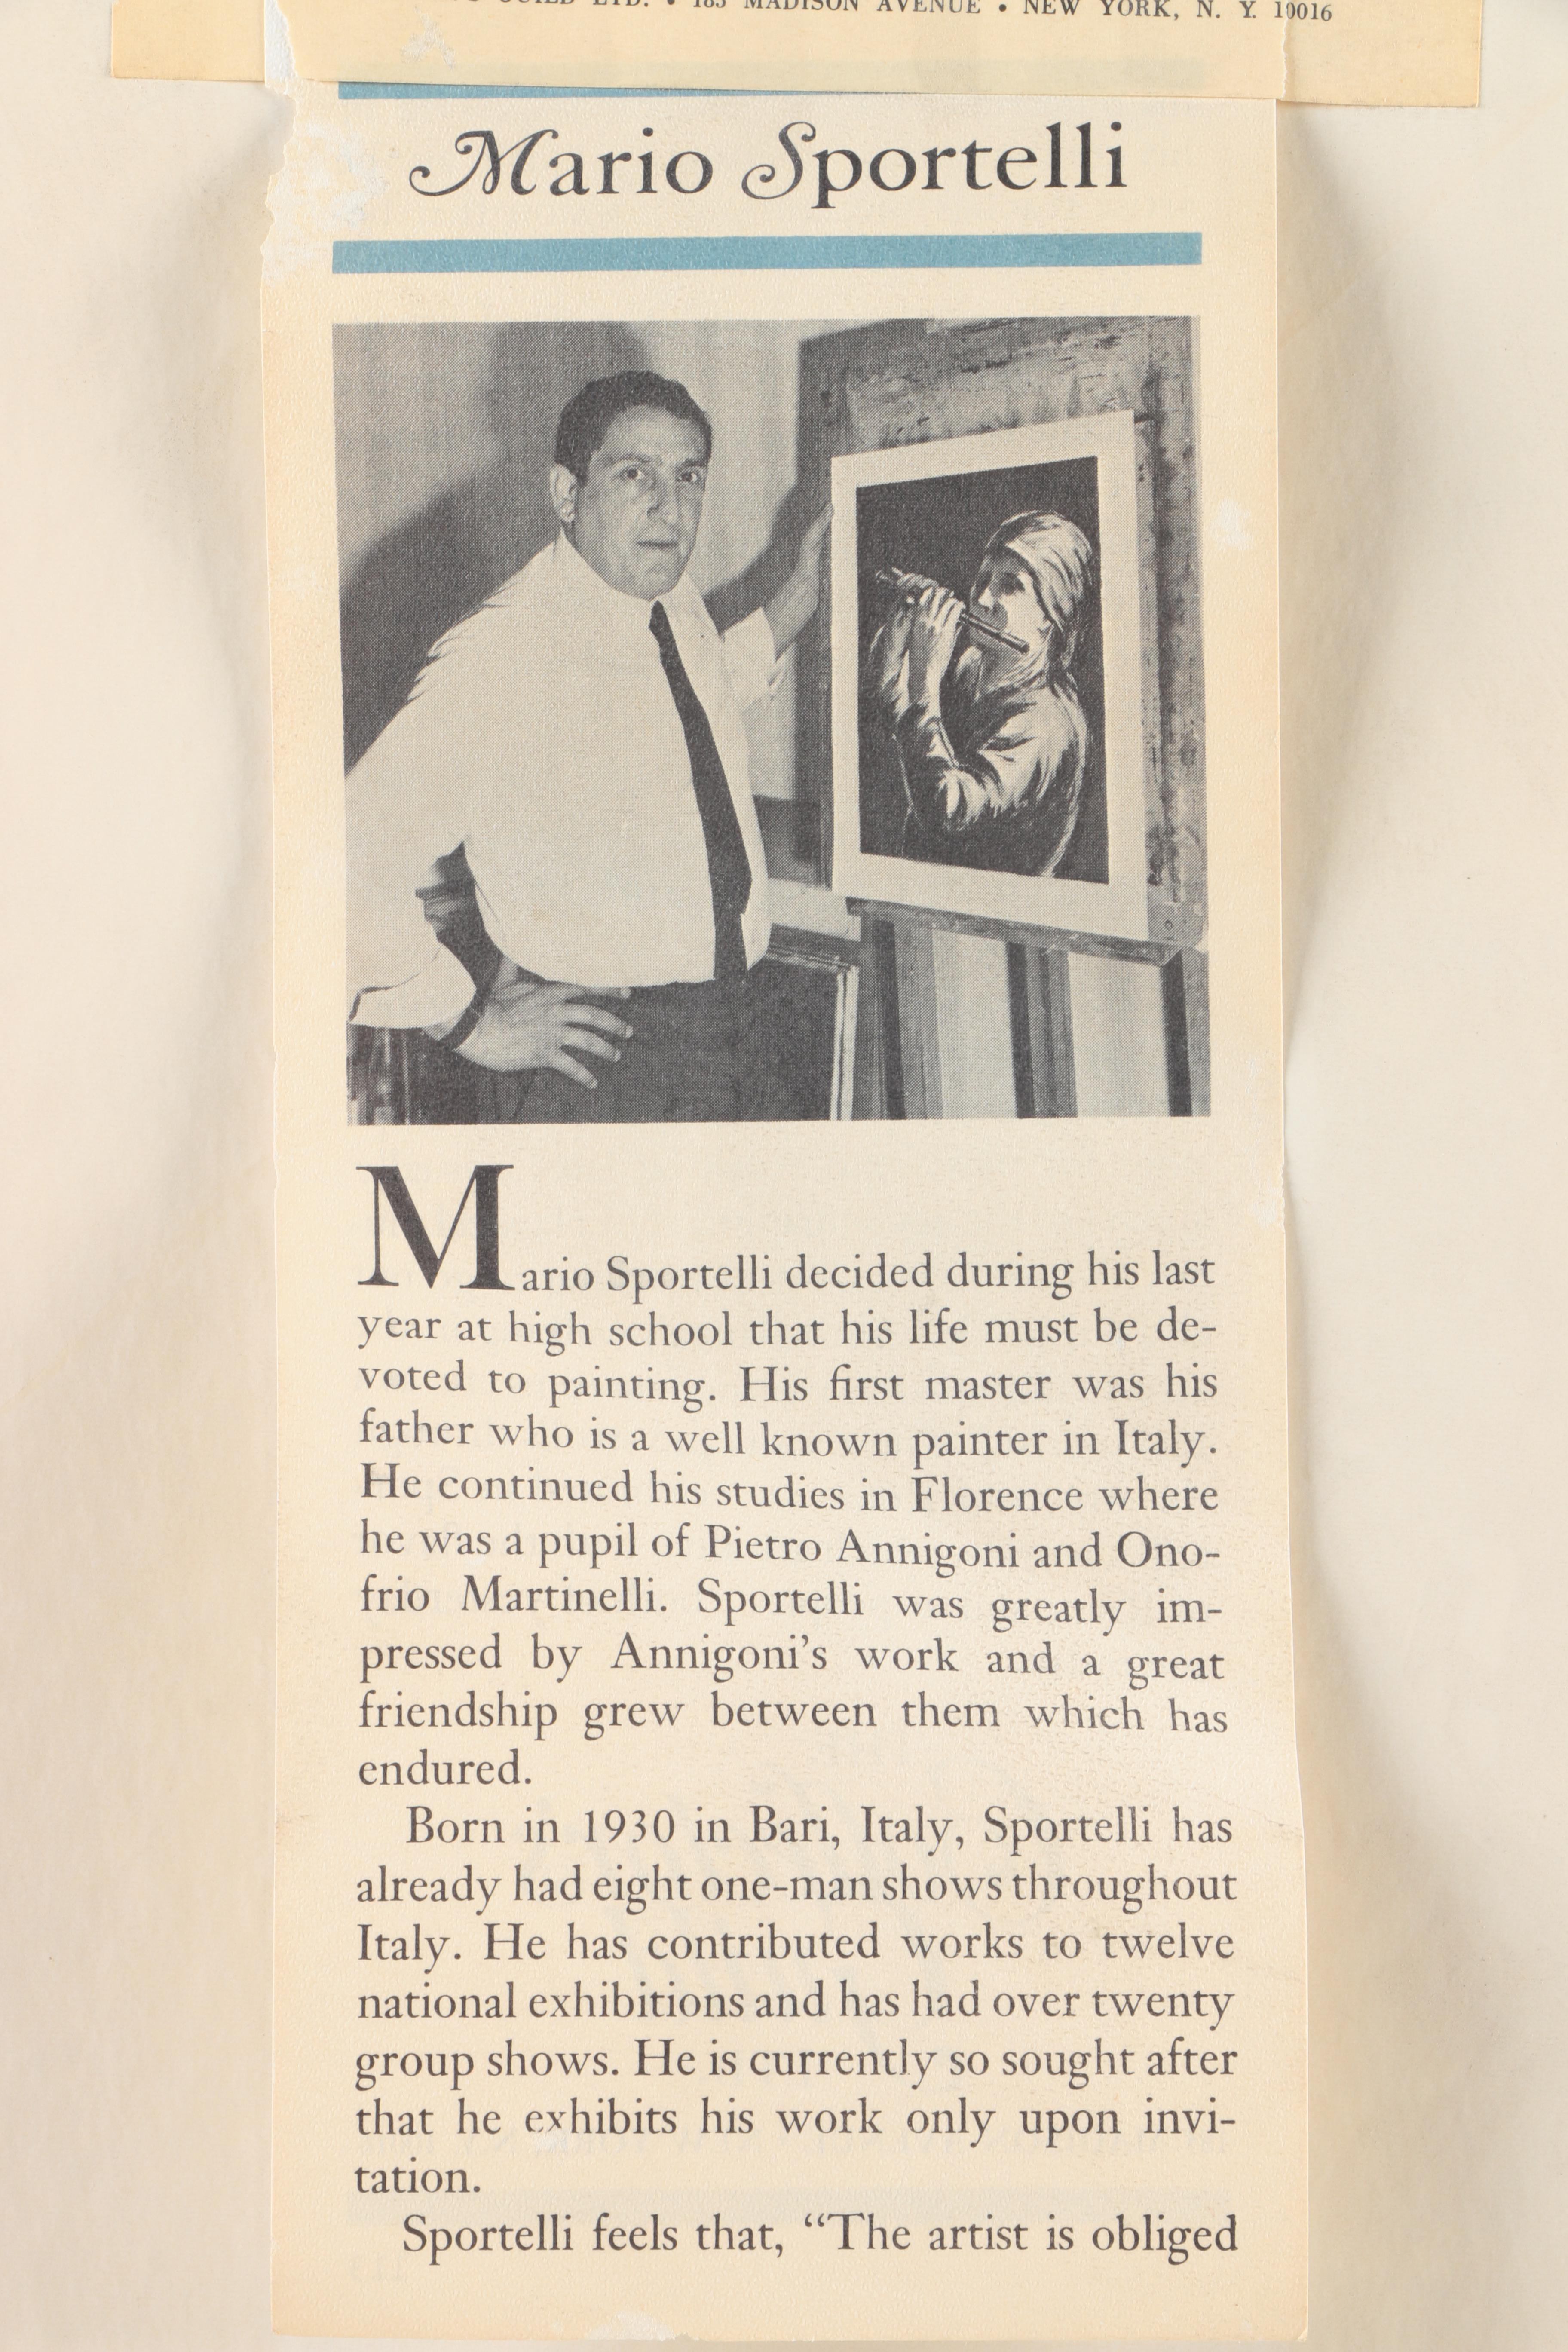 GUILD LTD. • 185 MADISON AVENUE • NEW YORK, N. Y. 10016
Mario Sportelli
Mario Sportelli decided during his last
year at high school that his life must be de-
voted to painting. His first master was his
father who is a well known painter in Italy.
He continued his studies in Florence where
he was a pupil of Pietro Annigoni and Ono-
frio Martinelli. Sportelli was greatly im-
pressed by Annigoni's work and a great
friendship grew between them which has
endured.
Born in 1930 in Bari, Italy, Sportelli has
already had eight one-man shows throughout
Italy. He has contributed works to twelve
national exhibitions and has had over twenty
group shows. He is currently so sought after
that he exhibits his work only upon invi-
tation.
Sportelli feels that, “The artist is obliged